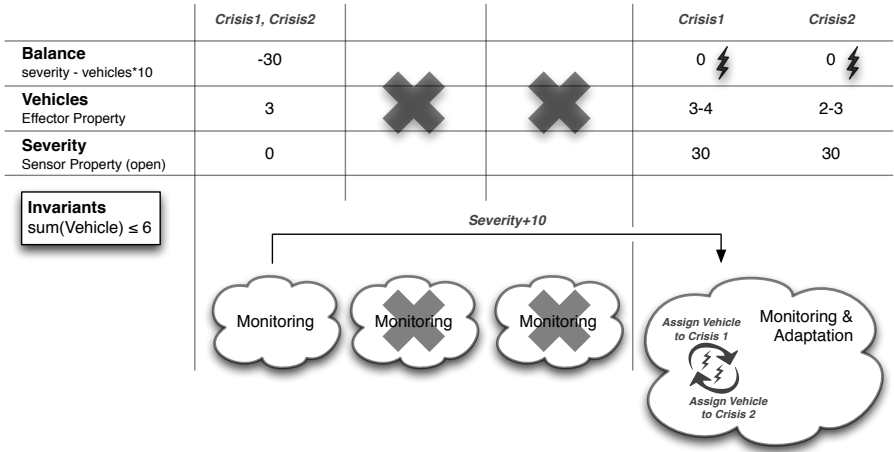 Crisis1, Crisis2
Crisis1
Crisis2
Balance
severity - vehicles*10
-30
0
0
Vehicles
Effector Property
3
3-4
2-3
Severity
Sensor Property (open)
0
30
30
Invariants
sum(Vehicle) ≤ 6
Severity+10
Monitoring
Monitoring
Monitoring
Monitoring &
Adaptation
Assign Vehicle
to Crisis 1
Assign Vehicle
to Crisis 2